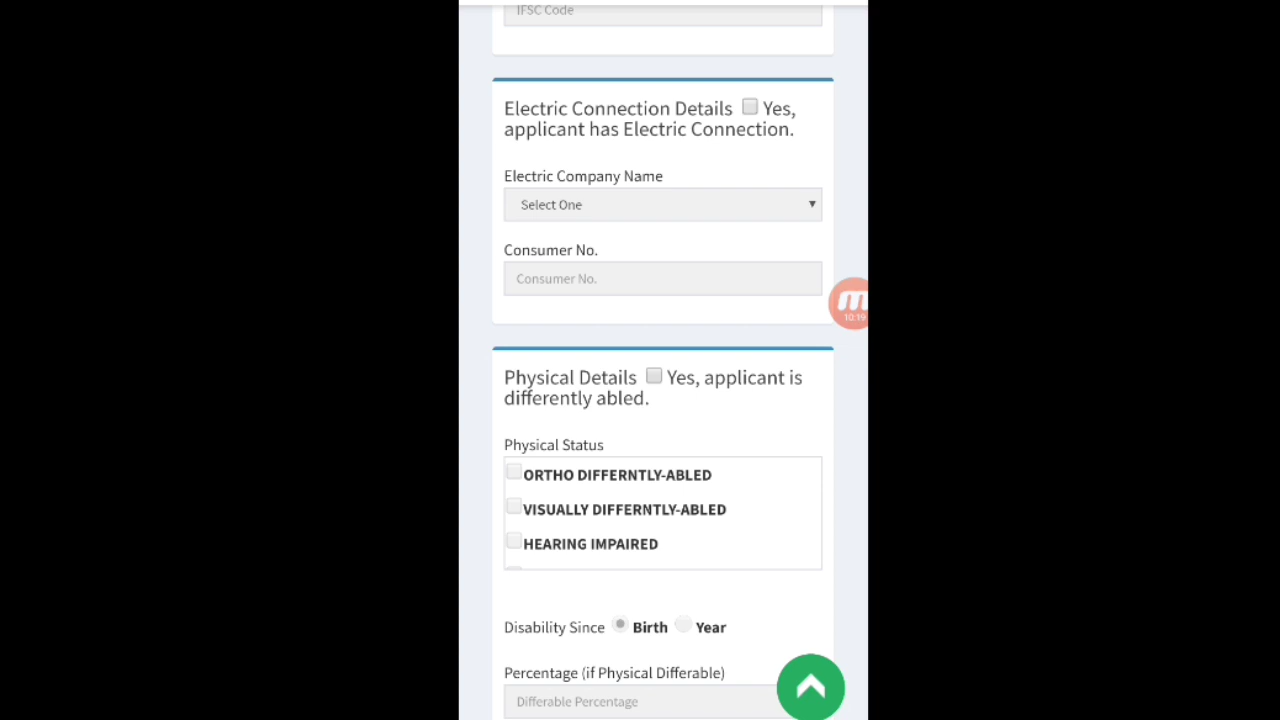 IFSC Code
Electric Connection Details Yes,
applicant has Electric Connection.
Electric Company Name
Select One
Consumer No.
Consumer No.
10:19
Physical Details Yes, applicant is
differently abled.
Physical Status
ORTHO DIFFERNTLY-ABLED
VISUALLY DIFFERNTLY-ABLED
HEARING IMPAIRED
Disability Since Birth Year
Percentage (if Physical Differable)
Differable Percentage